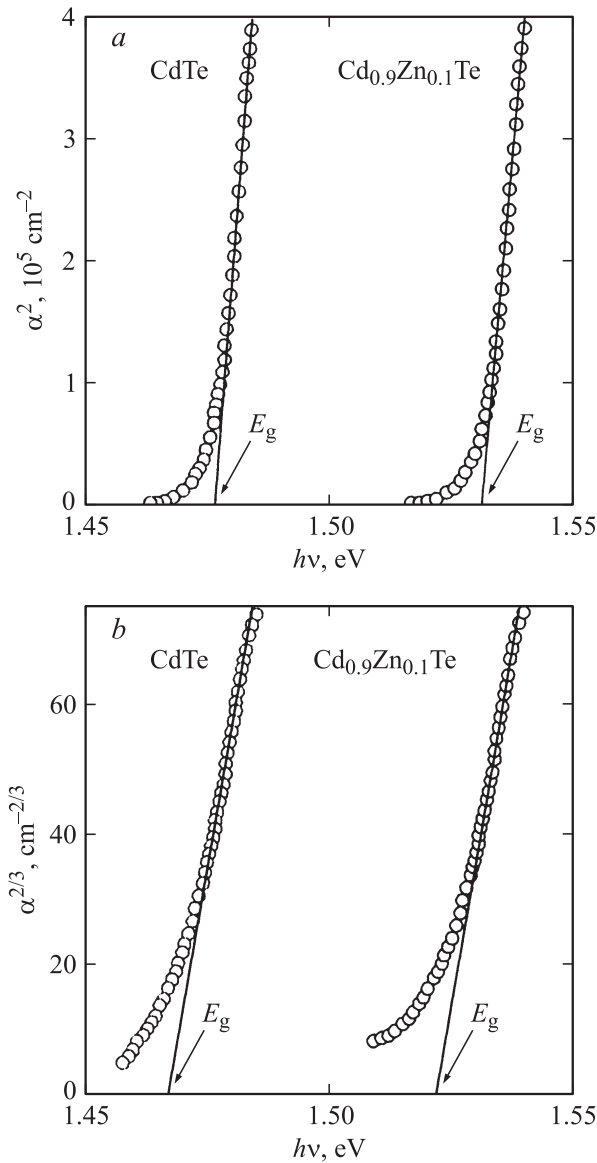 a
CdTe
Cd0.9Zn0.1Te
4
3
2
1
0
α², 10⁵ cm⁻²
Eg
Eg
1.45
1.50
1.55
hν, eV
b
CdTe
Cd0.9Zn0.1Te
60
40
20
0
α^2/3, cm^−2/3
Eg
Eg
1.45
1.50
1.55
hν, eV